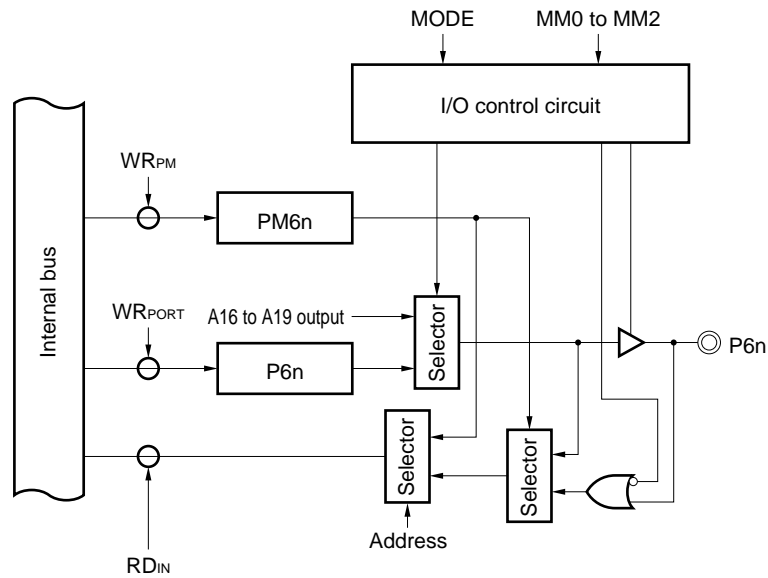 MODE
MM0 to MM2
I/O control circuit
Internal bus
WRPM
PM6n
WRPORT
A16 to A19 output
Selector
P6n
P6n
Selector
Selector
Address
RDIN